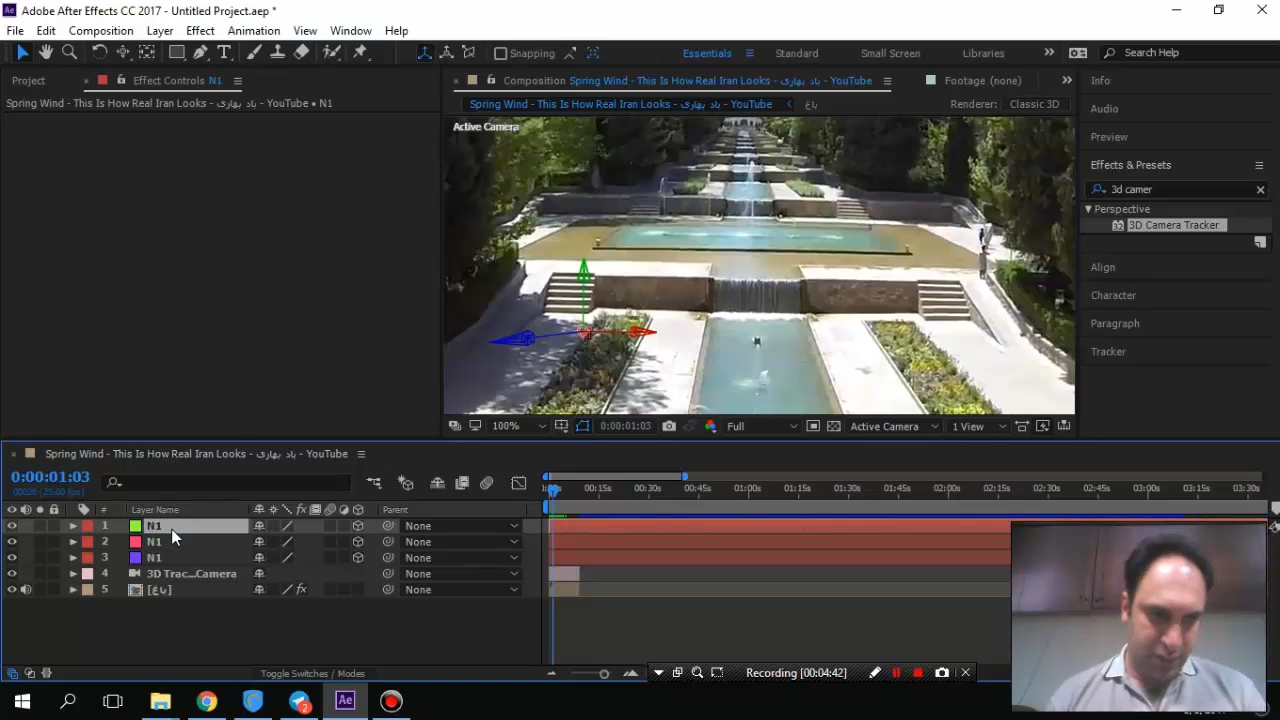 Adobe After Effects CC 2017 - Untitled Project.aep *
File Edit Composition Layer Effect Animation View Window Help
Snapping Essentials Standard Small Screen Libraries Search Help
Project Effect Controls N1 Composition Spring Wind - This Is How Real Iran Looks - باد بهاری - YouTube Footage (none) Info
Spring Wind - This Is How Real Iran Looks - باد بهاری - YouTube • N1 Spring Wind - This Is How Real Iran Looks - باد بهاری - YouTube باغ Renderer: Classic 3D Audio
Active Camera
Preview
Effects & Presets
3d camer
Perspective
3D Camera Tracker
Align
Character
Paragraph
Tracker
100% 0:00:01:03 Full Active Camera 1 View
Spring Wind - This Is How Real Iran Looks - باد بهاری - YouTube
0:00:01:03
00028 (25.00 fps)
00:15s 00:30s 00:45s 01:00s 01:15s 01:30s 01:45s 02:00s 02:15s 02:30s 02:45s 03:00s 03:15s 03:30s
# Layer Name Parent
1 N1 None
2 N1 None
3 N1 None
4 3D Trac...Camera None
5 [باغ] None
Toggle Switches / Modes
Recording [00:04:42]
2
Ae